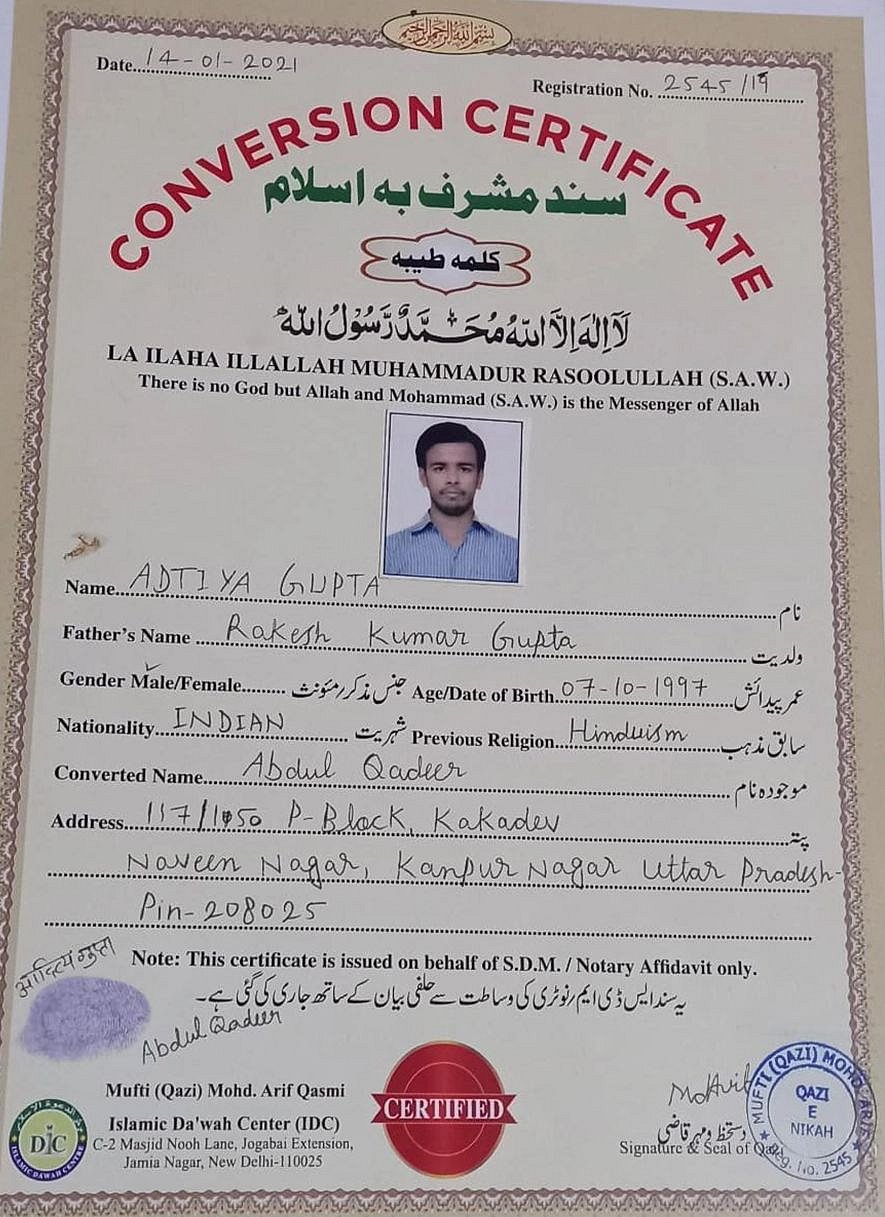 بسم الله الرحمن الرحيم
Date 14-01-2021
Registration No. 2545/19
CONVERSION CERTIFICATE
سند مشرف به اسلام
کلمه طیبه
لَآ اِلٰهَ اِلَّا اللهُ مُحَمَّدٌ رَّسُوْلُ اللهِ
LA ILAHA ILLALLAH MUHAMMADUR RASOOLULLAH (S.A.W.)
There is no God but Allah and Mohammad (S.A.W.) is the Messenger of Allah
Name ADTIYA GUPTA نام
Father's Name Rakesh Kumar Gupta ولدیت
Gender Male/Female جنس مذکر/مئونث Age/Date of Birth 07-10-1997 عمر پیدائش
Nationality INDIAN شہریت Previous Religion Hinduism سابق مذہب
Converted Name Abdul Qadeer موجودہ نام
Address 117/1050 P-Block, Kakadev پتہ
Naveen Nagar, Kanpur Nagar Uttar Pradesh-
Pin-208025
Note: This certificate is issued on behalf of S.D.M. / Notary Affidavit only.
یہ سند ایس ڈی ایم/نوٹری کی وساطت سے حلفی بیان کے ساتھ جاری کی گئی ہے۔
आदित्य गुप्ता
Abdul Qadeer
Mufti (Qazi) Mohd. Arif Qasmi
Islamic Da'wah Center (IDC)
C-2 Masjid Nooh Lane, Jogabai Extension,
Jamia Nagar, New Delhi-110025
ISLAMIC DAWAH CENTRE
CERTIFIED
دستخط و مہر قاضی
Signature & Seal of Qazi
MUFTI (QAZI) MOHD. ARIF
QAZI
E
NIKAH
Reg. No. 2545